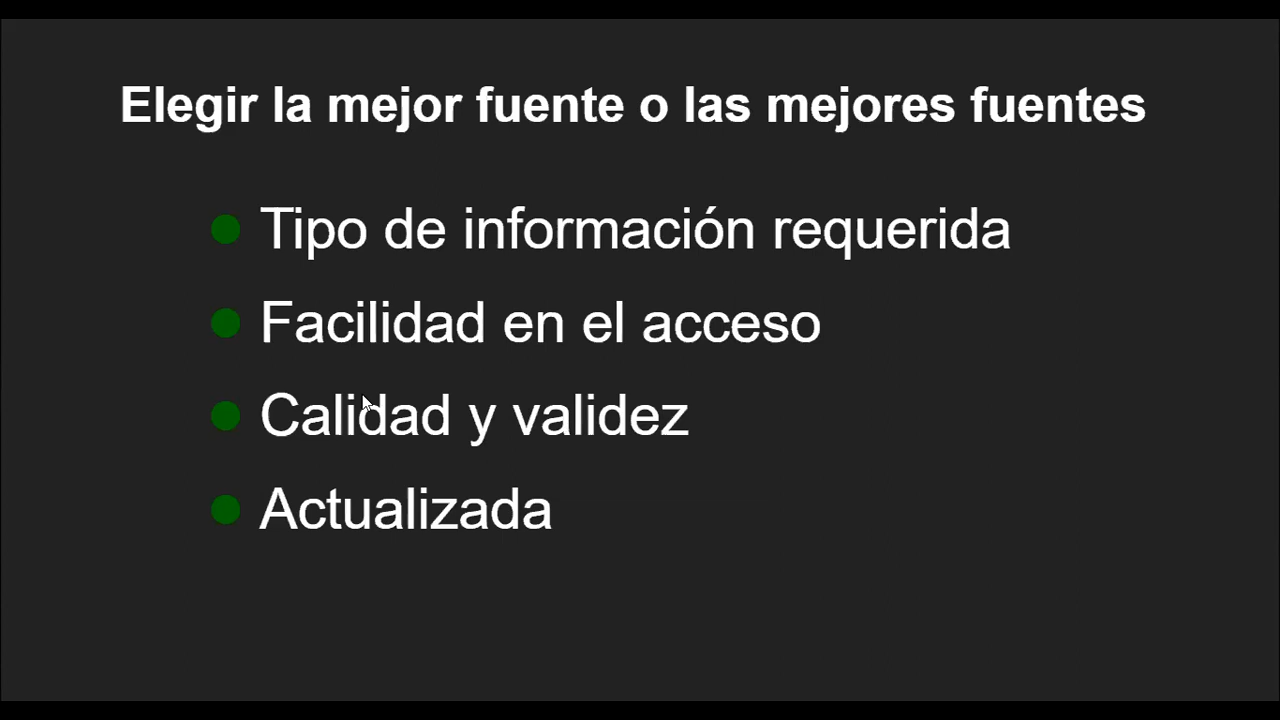 Elegir la mejor fuente o las mejores fuentes
Tipo de información requerida
Facilidad en el acceso
Calidad y validez
Actualizada